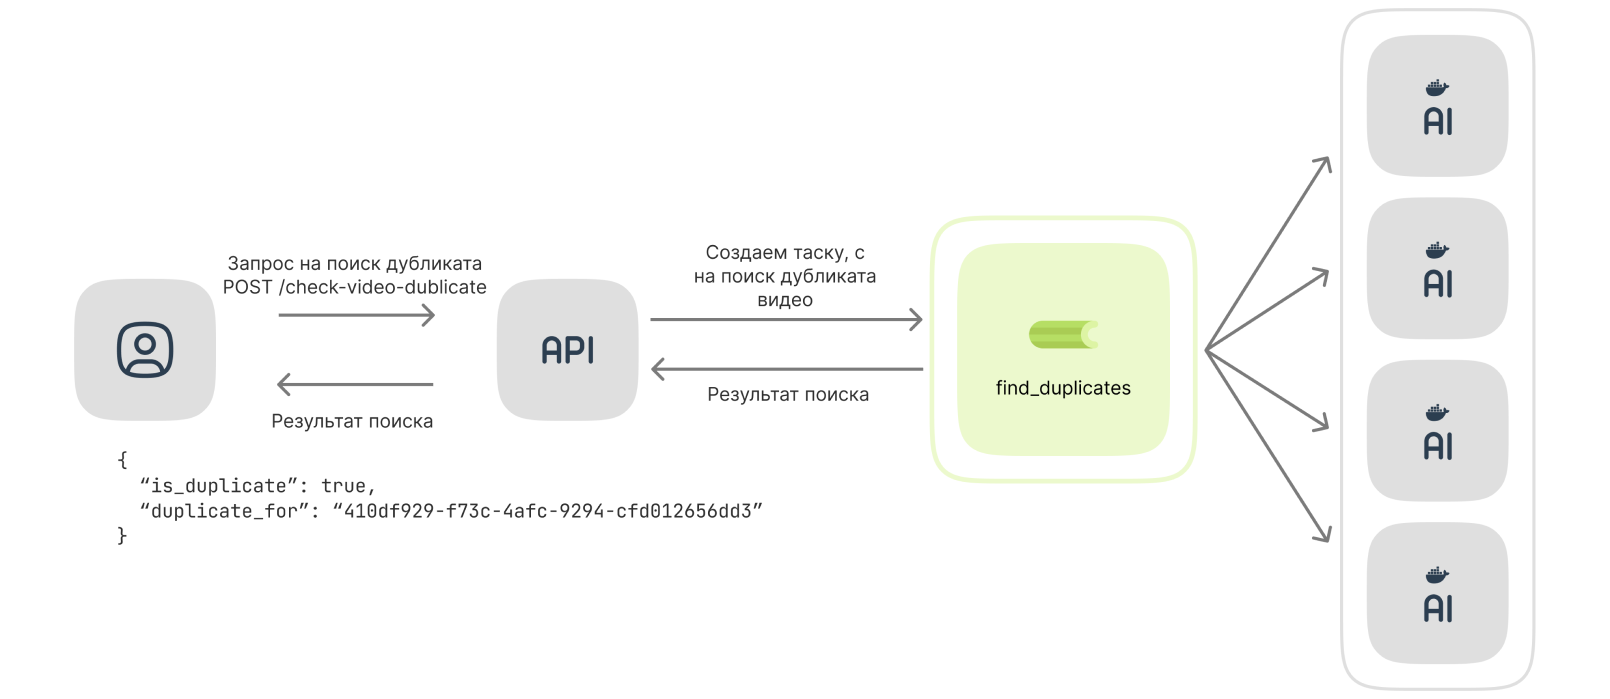 Запрос на поиск дубликата
POST /check-video-dublicate
API
Результат поиска
{
“is_duplicate”: true,
“duplicate_for”: “410df929-f73c-4afc-9294-cfd012656dd3”
}
Создаем таску, с
на поиск дубликата
видео
Результат поиска
find_duplicates
AI
AI
AI
AI